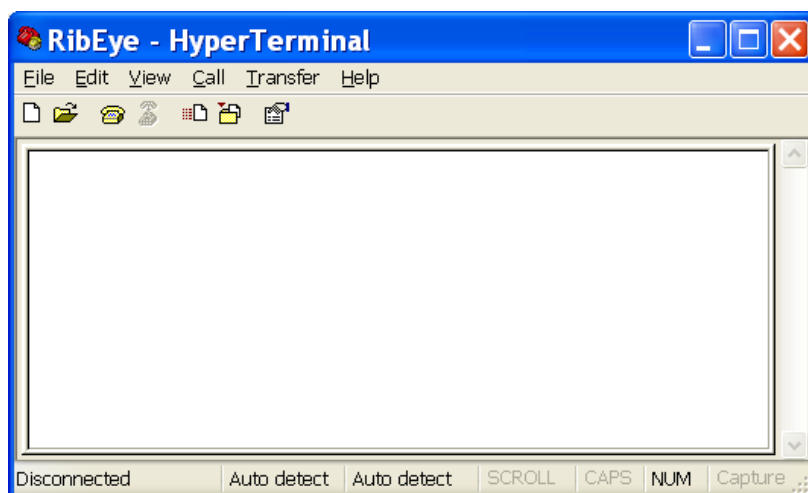 RibEye - HyperTerminal
File Edit View Call Transfer Help
Disconnected Auto detect Auto detect SCROLL CAPS NUM Capture